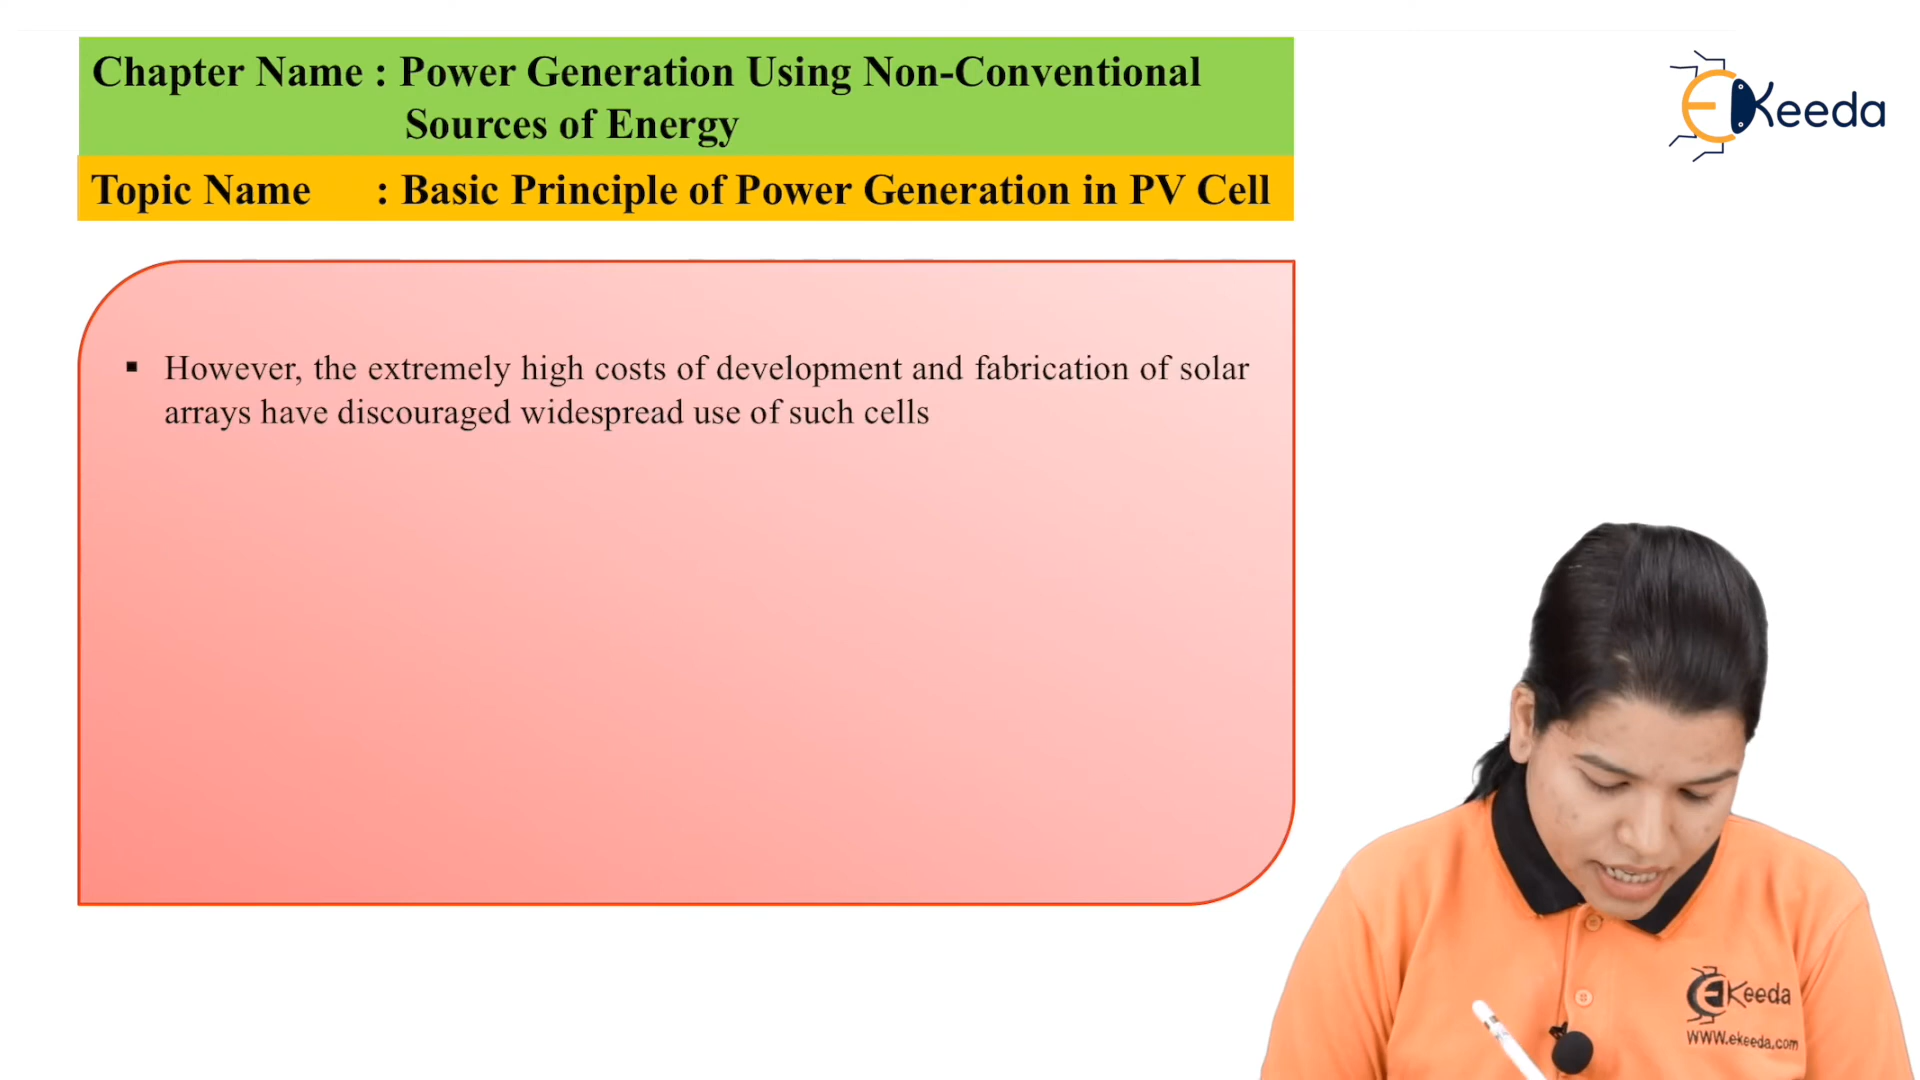 Chapter Name : Power Generation Using Non-Conventional
Sources of Energy
Topic Name : Basic Principle of Power Generation in PV Cell
EKeeda
▪ However, the extremely high costs of development and fabrication of solar
arrays have discouraged widespread use of such cells
EKeeda
WWW.ekeeda.com